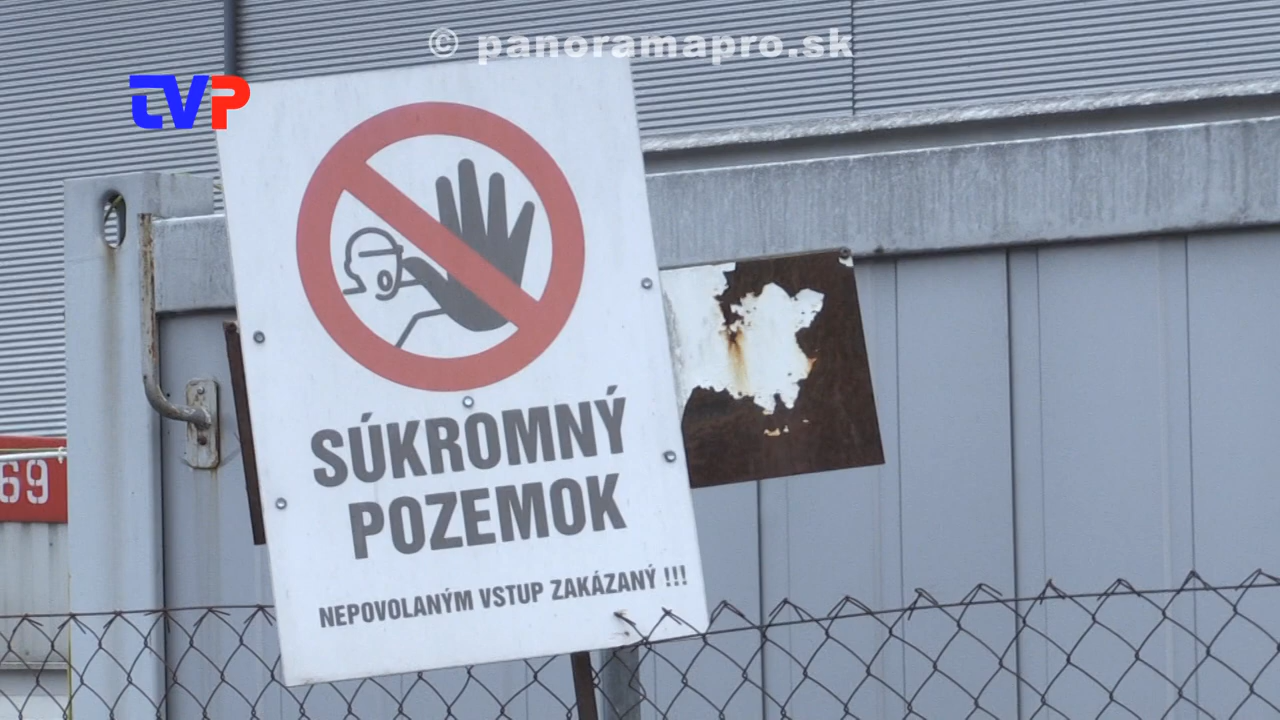 © panoramapro.sk
TVP
SÚKROMNÝ
POZEMOK
NEPOVOLANÝM VSTUP ZAKÁZANÝ !!!
69